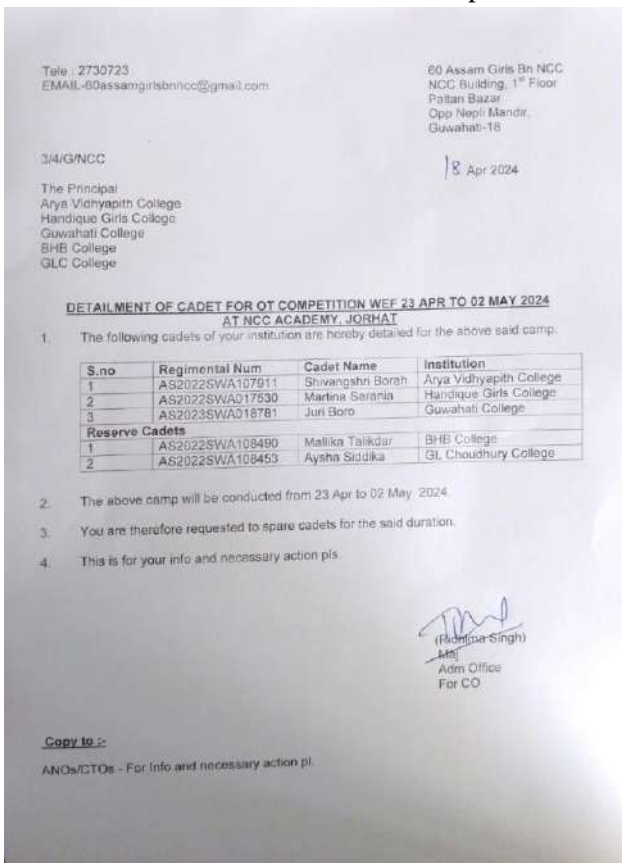 Tele : 2730723
EMAIL-60assamgirlsbnncc@gmail.com
60 Assam Girls Bn NCC
NCC Building, 1st Floor
Paltan Bazar
Opp Nepli Mandir,
Guwahati-18
3/4/G/NCC
18 Apr 2024
The Principal
Arya Vidhyapith College
Handique Girls College
Guwahati College
BHB College
GLC College
DETAILMENT OF CADET FOR OT COMPETITION WEF 23 APR TO 02 MAY 2024
AT NCC ACADEMY, JORHAT
1. The following cadets of your institution are hereby detailed for the above said camp.
S.no Regimental Num Cadet Name Institution
1 AS2022SWA107911 Shivangshri Borah Arya Vidhyapith College
2 AS2022SWA017530 Martina Sarania Handique Girls College
3 AS2023SWA018781 Juri Boro Guwahati College
Reserve Cadets
1 AS2022SWA108490 Mallika Talikdar BHB College
2 AS2022SWA108453 Aysha Siddika GL Choudhury College
2. The above camp will be conducted from 23 Apr to 02 May 2024.
3. You are therefore requested to spare cadets for the said duration.
4. This is for your info and necessary action pls.
(Ridhima Singh)
Maj
Adm Office
For CO
Copy to :-
ANOs/CTOs - For Info and necessary action pl.